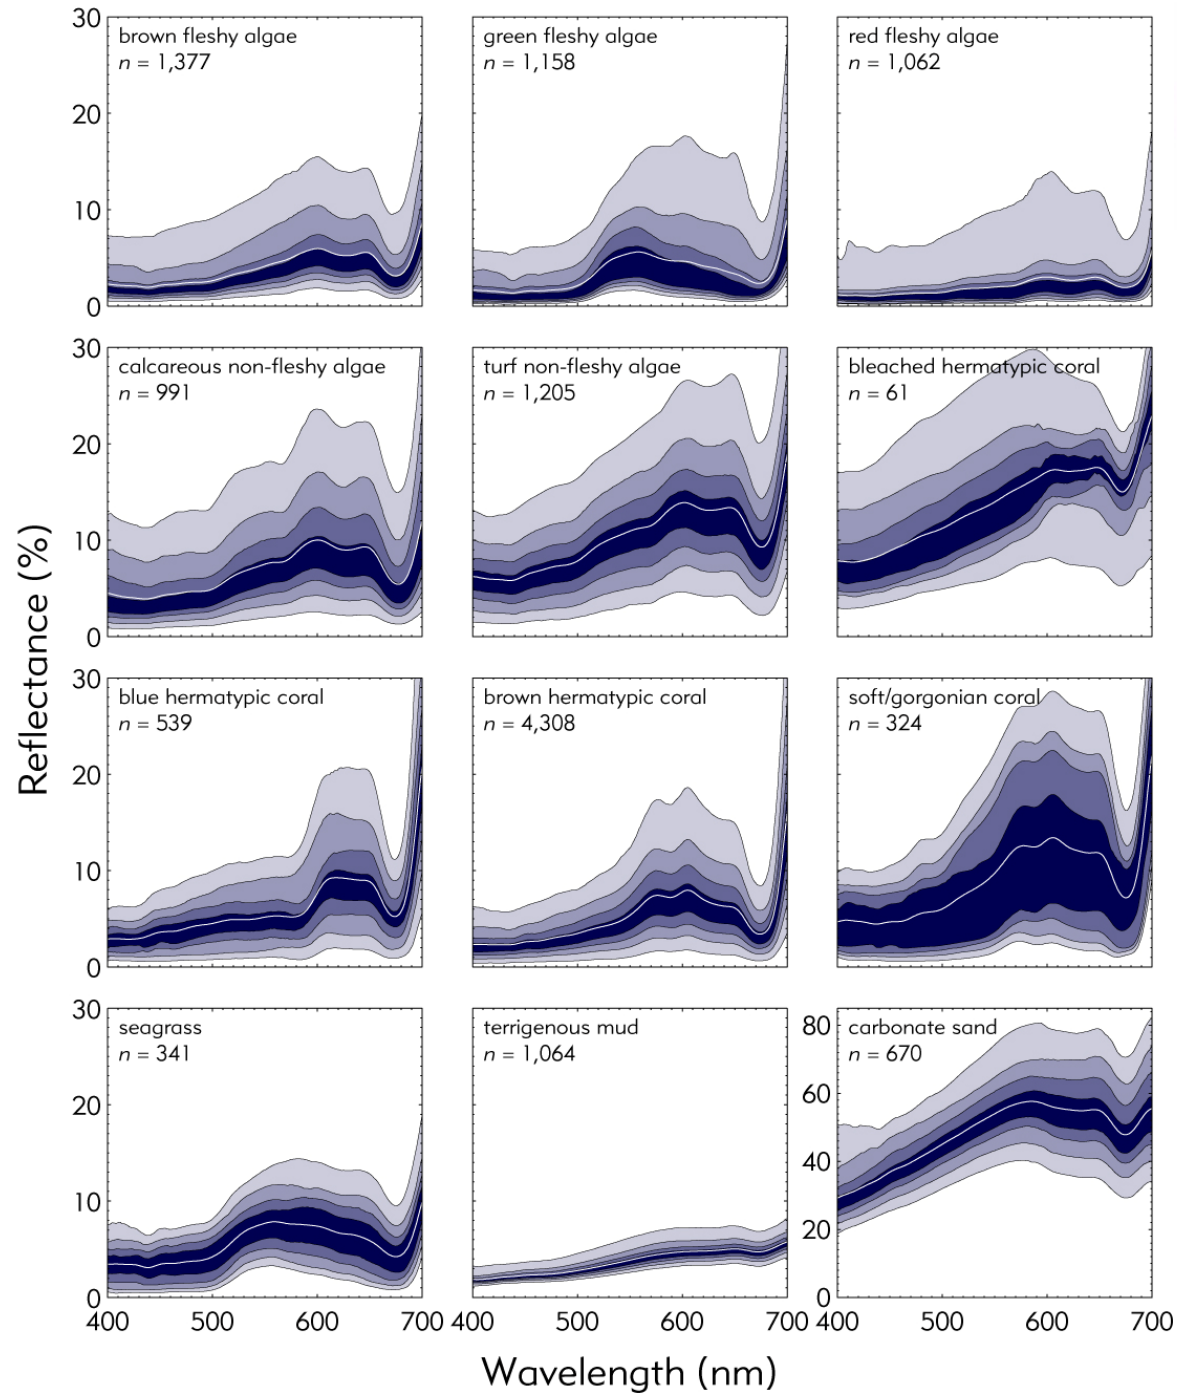 30
20
10
0
brown fleshy algae
n = 1,377
green fleshy algae
n = 1,158
red fleshy algae
n = 1,062
30
20
10
0
calcareous non-fleshy algae
n = 991
turf non-fleshy algae
n = 1,205
bleached hermatypic coral
n = 61
Reflectance (%)
30
20
10
0
blue hermatypic coral
n = 539
brown hermatypic coral
n = 4,308
soft/gorgonian coral
n = 324
30
20
10
0
seagrass
n = 341
terrigenous mud
n = 1,064
80
60
40
20
0
carbonate sand
n = 670
400 500 600 700 400 500 600 700 400 500 600 700
Wavelength (nm)